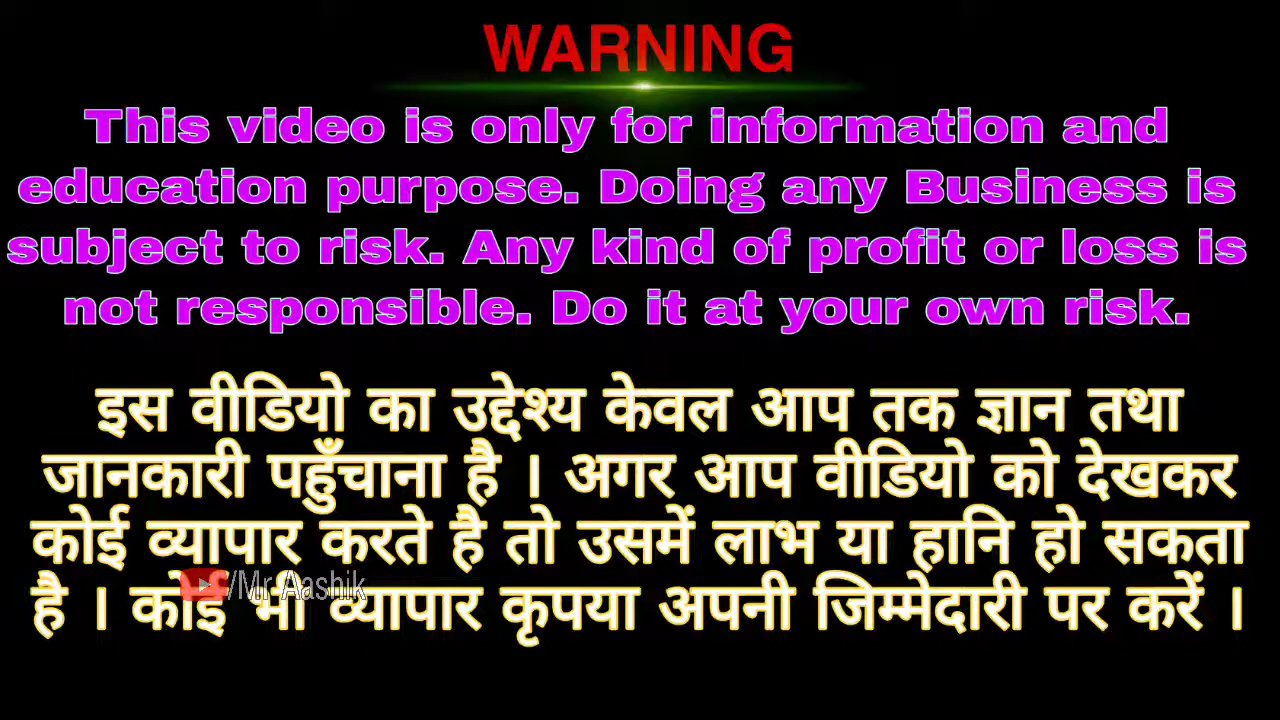 WARNING
This video is only for information and
education purpose. Doing any Business is
subject to risk. Any kind of profit or loss is
not responsible. Do it at your own risk.
इस वीडियो का उद्देश्य केवल आप तक ज्ञान तथा
जानकारी पहुँचाना है । अगर आप वीडियो को देखकर
कोई व्यापार करते है तो उसमें लाभ या हानि हो सकता
है । कोई भी व्यापार कृपया अपनी जिम्मेदारी पर करें ।
/Mr Aashik